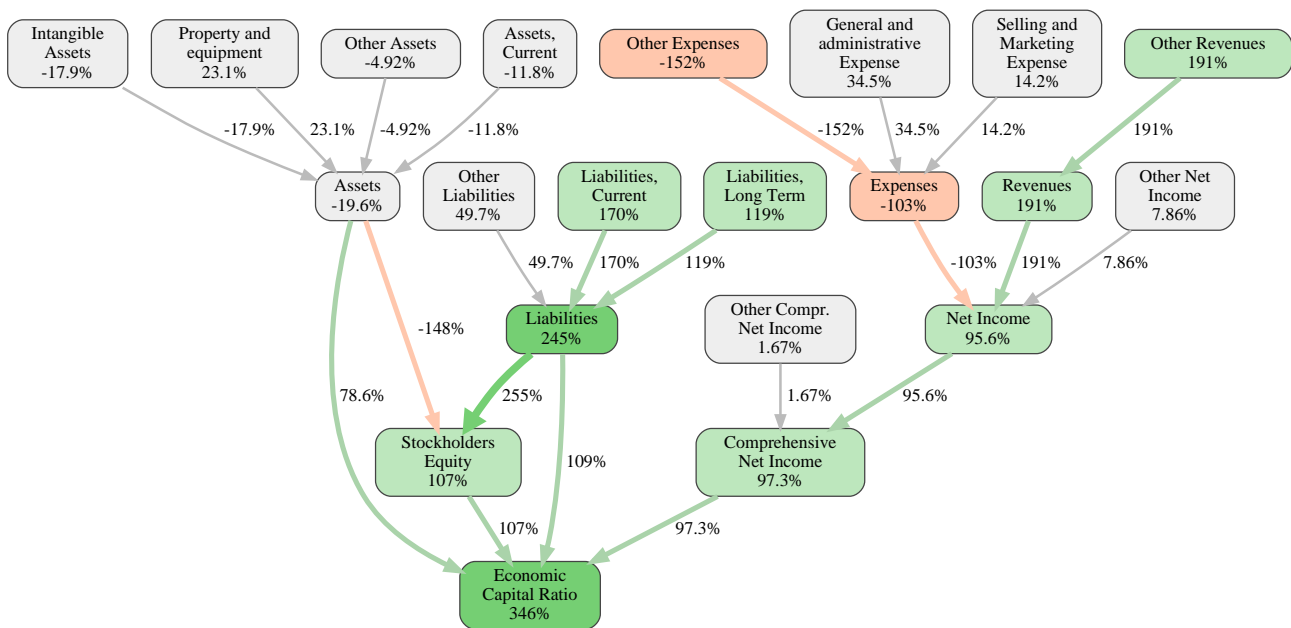 Intangible
Assets
-17.9%
Property and
equipment
23.1%
Other Assets
-4.92%
Assets,
Current
-11.8%
Other Expenses
-152%
General and
administrative
Expense
34.5%
Selling and
Marketing
Expense
14.2%
Other Revenues
191%
-17.9%
23.1%
-4.92%
-11.8%
-152%
34.5%
14.2%
191%
Assets
-19.6%
Other
Liabilities
49.7%
Liabilities,
Current
170%
Liabilities,
Long Term
119%
Expenses
-103%
Revenues
191%
Other Net
Income
7.86%
49.7%
170%
119%
-103%
191%
7.86%
Liabilities
245%
Other Compr.
Net Income
1.67%
Net Income
95.6%
-148%
78.6%
255%
1.67%
95.6%
Stockholders
Equity
107%
109%
Comprehensive
Net Income
97.3%
107%
97.3%
Economic
Capital Ratio
346%